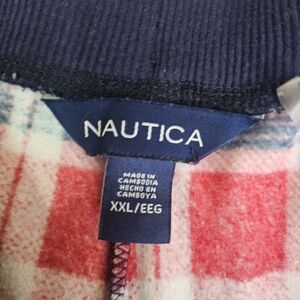 NAUTICA
MADE IN
CAMBODIA
HECHO EN
CAMBOYA
XXL/EEG